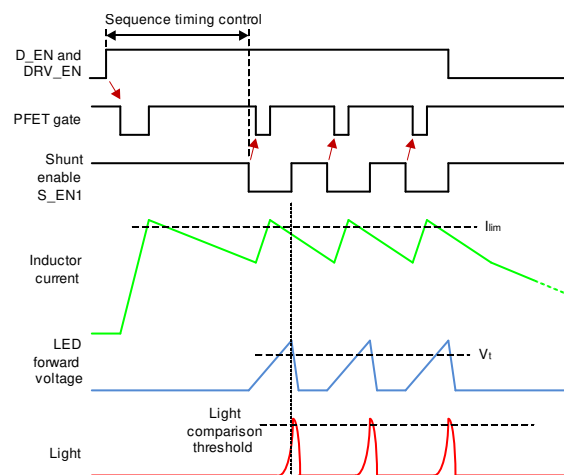 Sequence timing control
D_EN and
DRV_EN
PFET gate
Shunt
enable
S_EN1
Ilim
Inductor
current
LED
forward
voltage
Vt
Light
comparison
threshold
Light